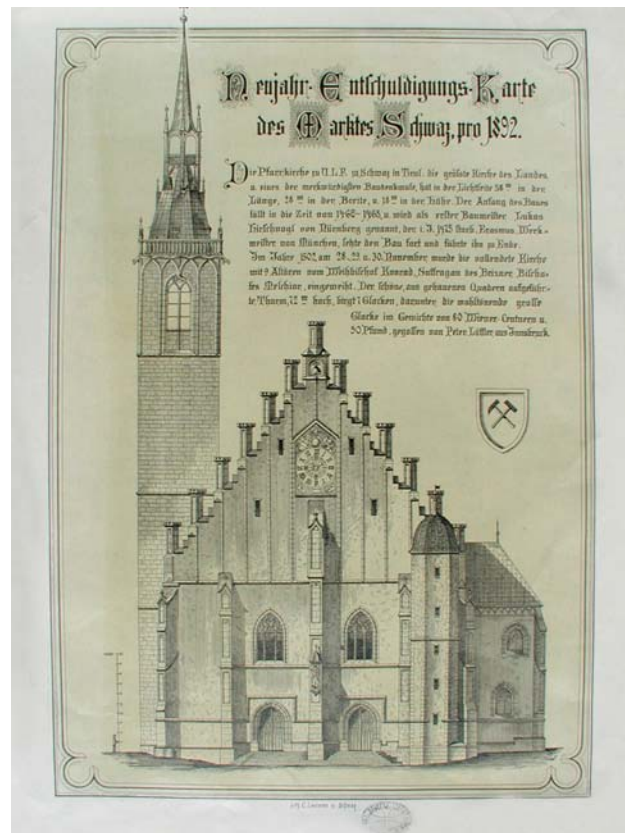 Neujahr-Entschuldigungs-Karte
des Marktes Schwaz, pro 1892.
Die Pfarrkirche zu U.L.F. zu Schwaz in Tirol, die größte Kirche des Landes,
u. eines der merkwürdigsten Baudenkmale, hat in der Lichtseite 58 m in der
Länge, 28 m in der Breite, u. 18 m in der Höhe. Der Anfang des Baues
fällt in die Zeit von 1460-1465, u. wird als erster Baumeister Lukas
Hirschvogl von Nürnberg genannt, der i. J. 1475 starb. Erasmus, Werk-
meister von München, setzte den Bau fort und führte ihn zu Ende.
Im Jahre 1502, am 28. 29. u. 30. November wurde die vollendete Kirche
mit 9 Altären vom Weihbischof Konrad, Suffragan des Brixner Bischo-
fes Melchior, eingeweiht. Der schöne, aus gehauenen Quadern aufgeführ-
te Thurm, 72 m hoch, birgt 7 Glocken, darunter die wohltönende große
Glocke im Gewichte von 60 Wiener-Centnern u.
50 Pfund, gegossen von Peter Löffler aus Innsbruck.